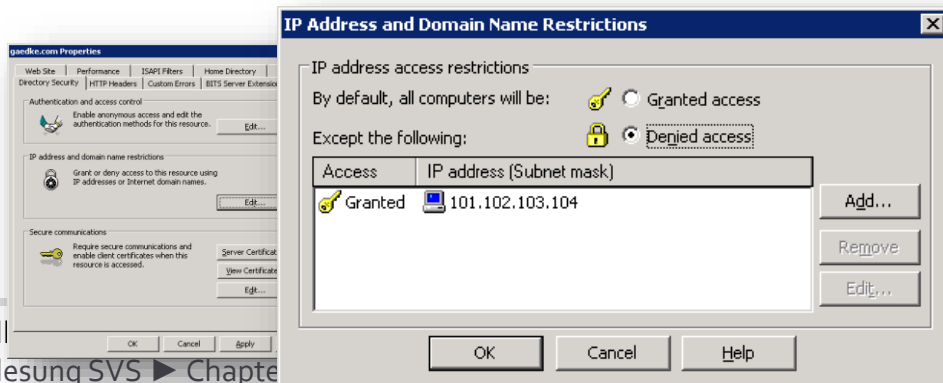 gaedke.com Properties
Web Site Performance ISAPI Filters Home Directory
Directory Security HTTP Headers Custom Errors BITS Server Extension
Authentication and access control
Enable anonymous access and edit the
authentication methods for this resource.
Edit...
IP address and domain name restrictions
Grant or deny access to this resource using
IP addresses or Internet domain names.
Edit...
Secure communications
Require secure communications and
enable client certificates when this
resource is accessed.
Server Certificat
View Certificate
Edit...
OK Cancel Apply
IP Address and Domain Name Restrictions
IP address access restrictions
By default, all computers will be:
Granted access
Denied access
Except the following:
Access IP address (Subnet mask)
Granted 101.102.103.104
Add...
Remove
Edit...
OK Cancel Help
lesung SVS ► Chapte